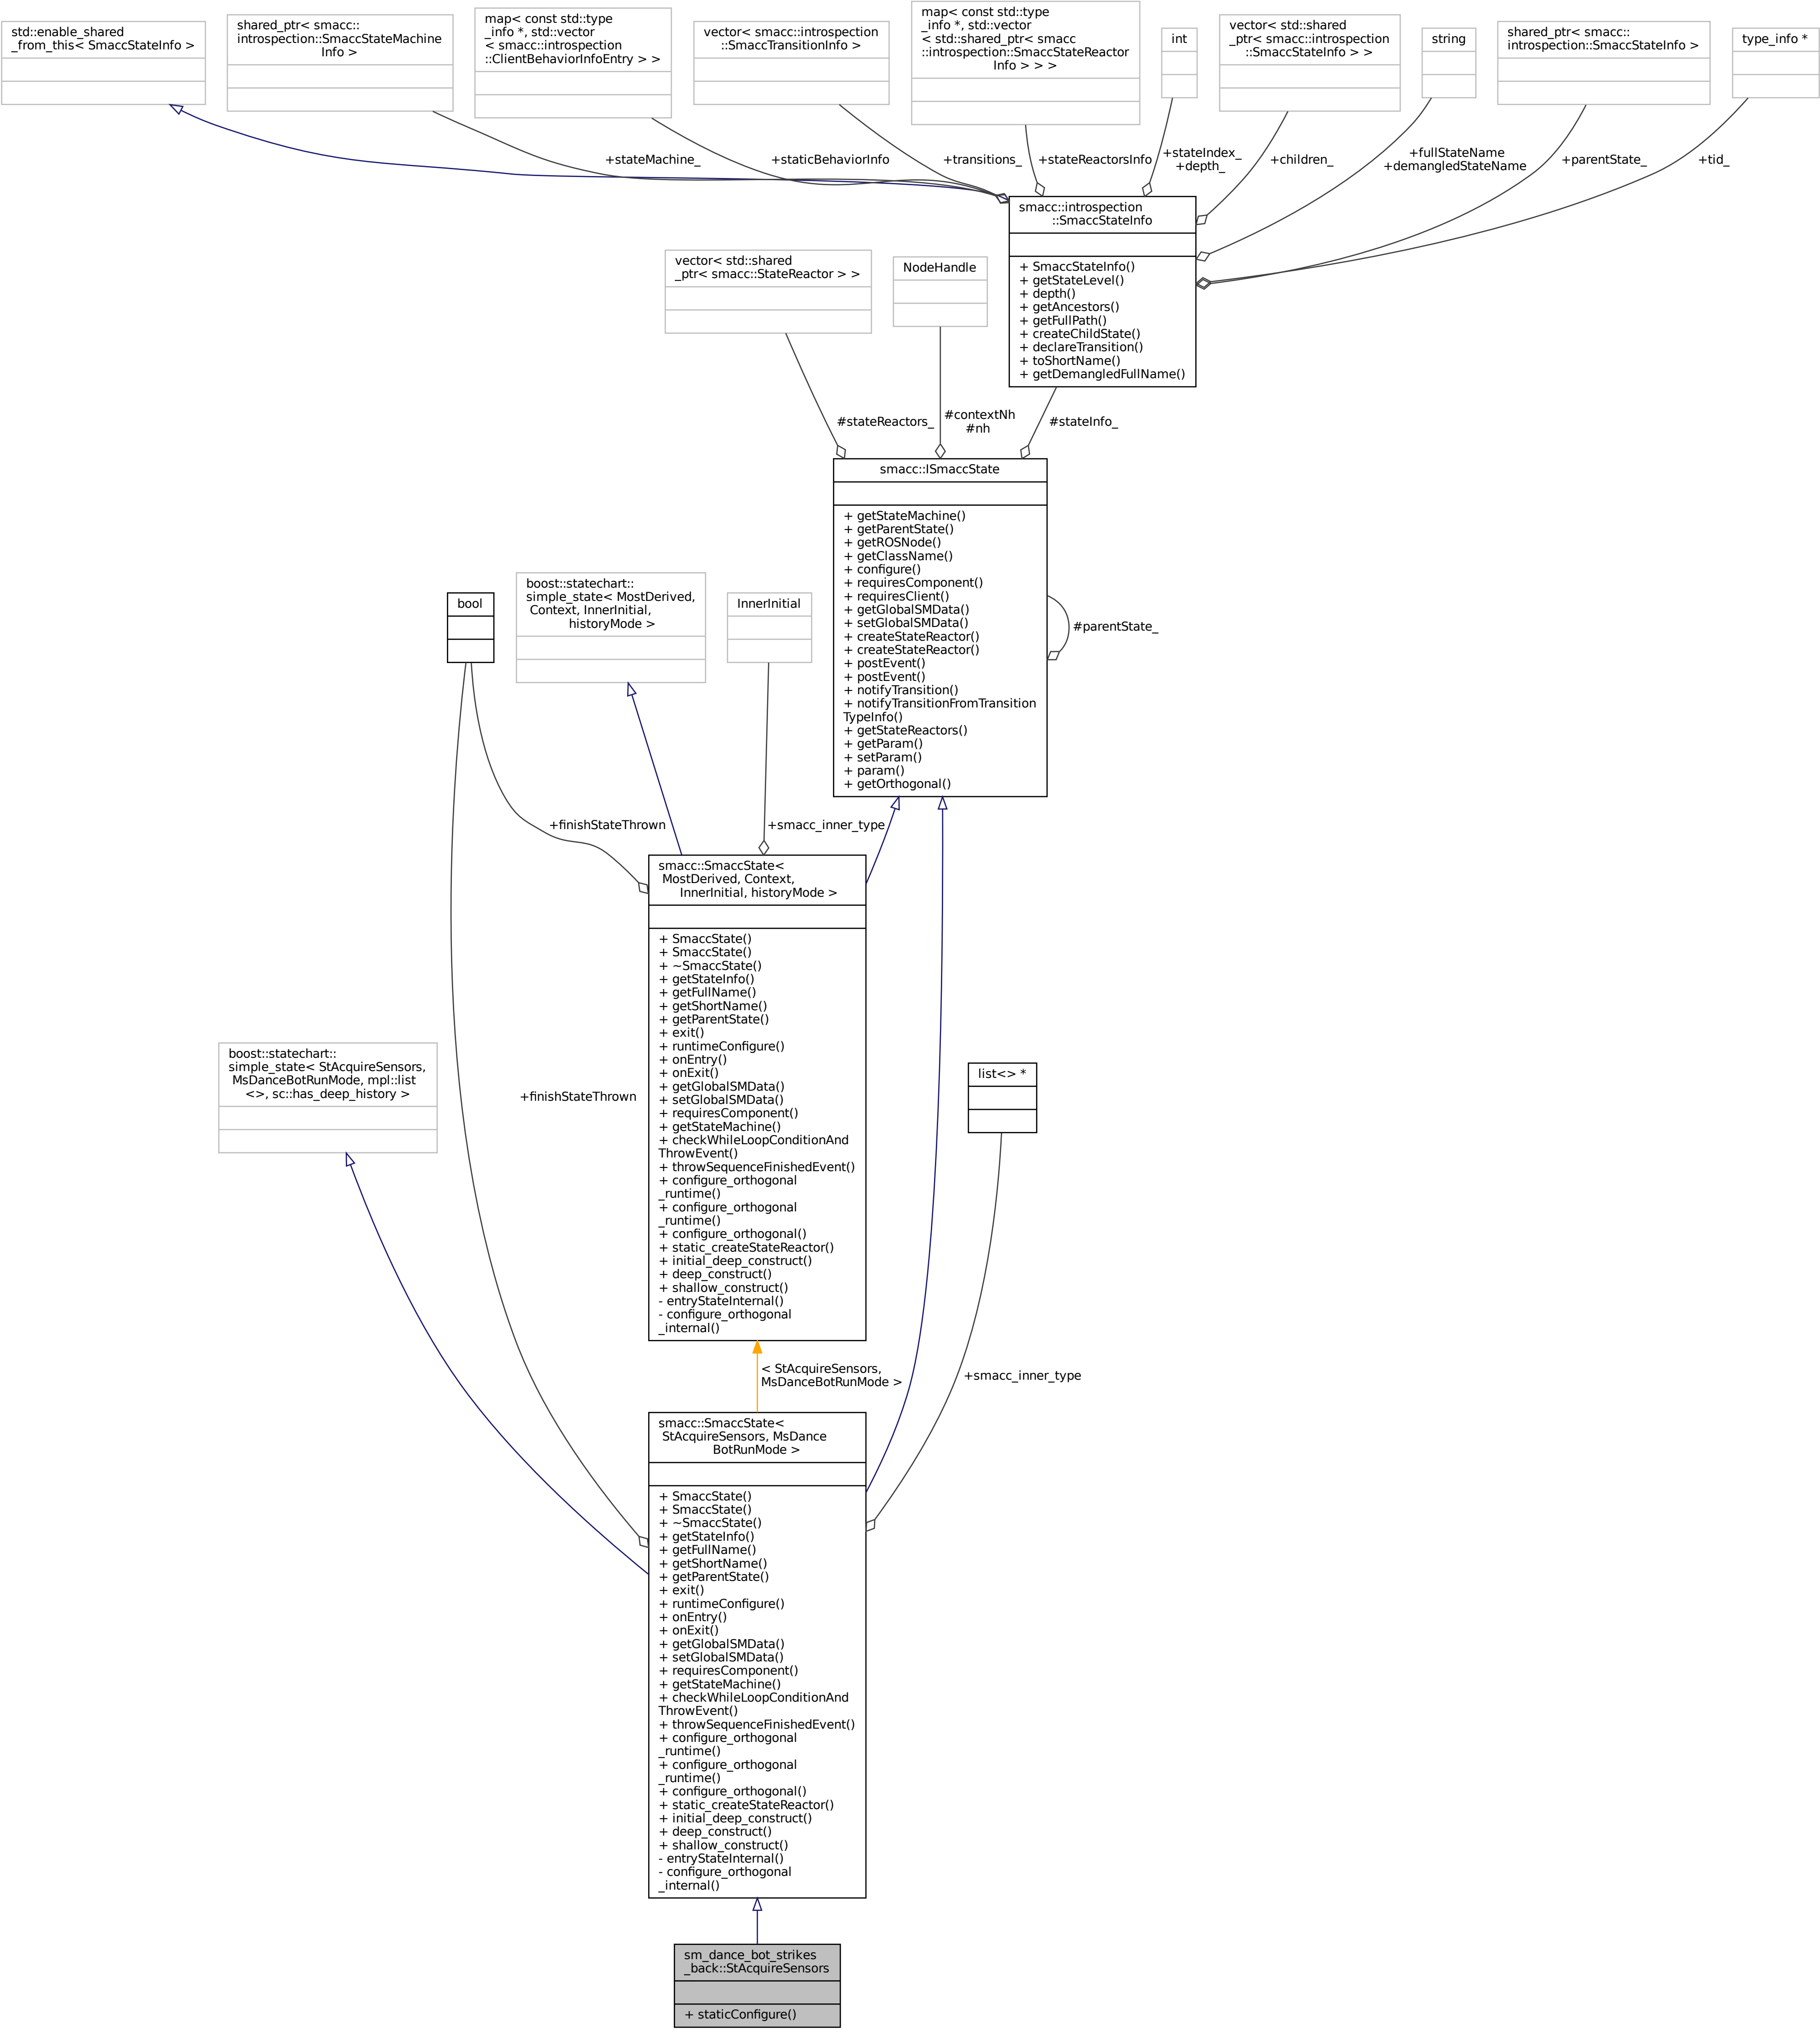 std::enable_shared
_from_this< SmaccStateInfo >
shared_ptr< smacc::
introspection::SmaccStateMachine
Info >
map< const std::type
_info *, std::vector
< smacc::introspection
::ClientBehaviorInfoEntry > >
vector< smacc::introspection
::SmaccTransitionInfo >
map< const std::type
_info *, std::vector
< std::shared_ptr< smacc
::introspection::SmaccStateReactor
Info > > >
int
vector< std::shared
_ptr< smacc::introspection
::SmaccStateInfo > >
string
shared_ptr< smacc::
introspection::SmaccStateInfo >
type_info *
+stateMachine_
+staticBehaviorInfo
+transitions_
+stateReactorsInfo
+stateIndex_
+depth_
+children_
+fullStateName
+demangledStateName
+parentState_
+tid_
smacc::introspection
::SmaccStateInfo
+ SmaccStateInfo()
+ getStateLevel()
+ depth()
+ getAncestors()
+ getFullPath()
+ createChildState()
+ declareTransition()
+ toShortName()
+ getDemangledFullName()
vector< std::shared
_ptr< smacc::StateReactor > >
NodeHandle
#stateReactors_
#contextNh
#nh
#stateInfo_
smacc::ISmaccState
+ getStateMachine()
+ getParentState()
+ getROSNode()
+ getClassName()
+ configure()
+ requiresComponent()
+ requiresClient()
+ getGlobalSMData()
+ setGlobalSMData()
+ createStateReactor()
+ createStateReactor()
+ postEvent()
+ postEvent()
+ notifyTransition()
+ notifyTransitionFromTransition
TypeInfo()
+ getStateReactors()
+ getParam()
+ setParam()
+ param()
+ getOrthogonal()
#parentState_
bool
boost::statechart::
simple_state< MostDerived,
Context, InnerInitial,
historyMode >
InnerInitial
+finishStateThrown
+smacc_inner_type
smacc::SmaccState<
MostDerived, Context,
InnerInitial, historyMode >
+ SmaccState()
+ SmaccState()
+ ~SmaccState()
+ getStateInfo()
+ getFullName()
+ getShortName()
+ getParentState()
+ exit()
+ runtimeConfigure()
+ onEntry()
+ onExit()
+ getGlobalSMData()
+ setGlobalSMData()
+ requiresComponent()
+ getStateMachine()
+ checkWhileLoopConditionAnd
ThrowEvent()
+ throwSequenceFinishedEvent()
+ configure_orthogonal
_runtime()
+ configure_orthogonal
_runtime()
+ configure_orthogonal()
+ static_createStateReactor()
+ initial_deep_construct()
+ deep_construct()
+ shallow_construct()
- entryStateInternal()
- configure_orthogonal
_internal()
boost::statechart::
simple_state< StAcquireSensors,
MsDanceBotRunMode, mpl::list
<>, sc::has_deep_history >
+finishStateThrown
list<> *
< StAcquireSensors,
MsDanceBotRunMode >
+smacc_inner_type
smacc::SmaccState<
StAcquireSensors, MsDance
BotRunMode >
+ SmaccState()
+ SmaccState()
+ ~SmaccState()
+ getStateInfo()
+ getFullName()
+ getShortName()
+ getParentState()
+ exit()
+ runtimeConfigure()
+ onEntry()
+ onExit()
+ getGlobalSMData()
+ setGlobalSMData()
+ requiresComponent()
+ getStateMachine()
+ checkWhileLoopConditionAnd
ThrowEvent()
+ throwSequenceFinishedEvent()
+ configure_orthogonal
_runtime()
+ configure_orthogonal
_runtime()
+ configure_orthogonal()
+ static_createStateReactor()
+ initial_deep_construct()
+ deep_construct()
+ shallow_construct()
- entryStateInternal()
- configure_orthogonal
_internal()
sm_dance_bot_strikes
_back::StAcquireSensors
+ staticConfigure()